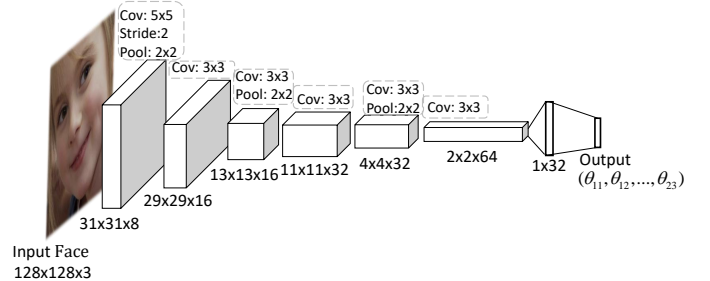 Cov: 5x5
Stride:2
Pool: 2x2
Cov: 3x3
Cov: 3x3
Pool: 2x2
Cov: 3x3
Cov: 3x3
Pool:2x2
Cov: 3x3
31x31x8
29x29x16
13x13x16
11x11x32
4x4x32
2x2x64
1x32
Output
(θ₁₁,θ₁₂,...,θ₂₃)
Input Face
128x128x3